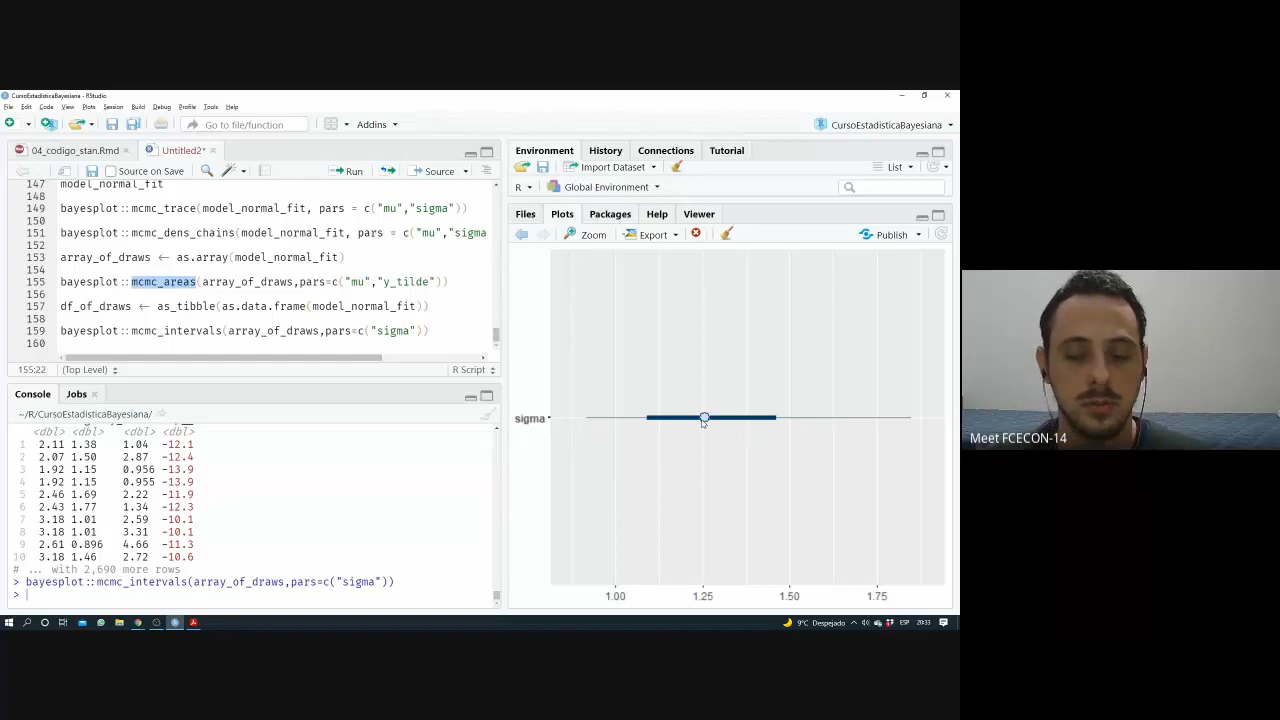 CursoEstadisticaBayesiana - RStudio
File Edit Code View Plots Session Build Debug Profile Tools Help
Go to file/function
Addins
CursoEstadisticaBayesiana
04_codigo_stan.Rmd
Untitled2*
Source on Save
Run
Source
147 model_normal_fit
148
149 bayesplot::mcmc_trace(model_normal_fit, pars = c("mu","sigma"))
150
151 bayesplot::mcmc_dens_chains(model_normal_fit, pars = c("mu","sigma
152
153 array_of_draws ← as.array(model_normal_fit)
154
155 bayesplot::mcmc_areas(array_of_draws,pars=c("mu","y_tilde"))
156
157 df_of_draws ← as_tibble(as.data.frame(model_normal_fit))
158
159 bayesplot::mcmc_intervals(array_of_draws,pars=c("sigma"))
160
155:22 (Top Level) R Script
Console Jobs
~/R/CursoEstadisticaBayesiana/
<dbl> <dbl> <dbl> <dbl>
1 2.11 1.38 1.04 -12.1
2 2.07 1.50 2.87 -12.4
3 1.92 1.15 0.956 -13.9
4 1.92 1.15 0.955 -13.9
5 2.46 1.69 2.22 -11.9
6 2.43 1.77 1.34 -12.3
7 3.18 1.01 2.59 -10.1
8 3.18 1.01 3.31 -10.1
9 2.61 0.896 4.66 -11.3
10 3.18 1.46 2.72 -10.6
# ... with 2,690 more rows
> bayesplot::mcmc_intervals(array_of_draws,pars=c("sigma"))
>
Environment History Connections Tutorial
Import Dataset
List
R Global Environment
Files Plots Packages Help Viewer
Zoom Export Publish
sigma
1.00 1.25 1.50 1.75
9°C Despejado ESP 20:33
Meet FCECON-14